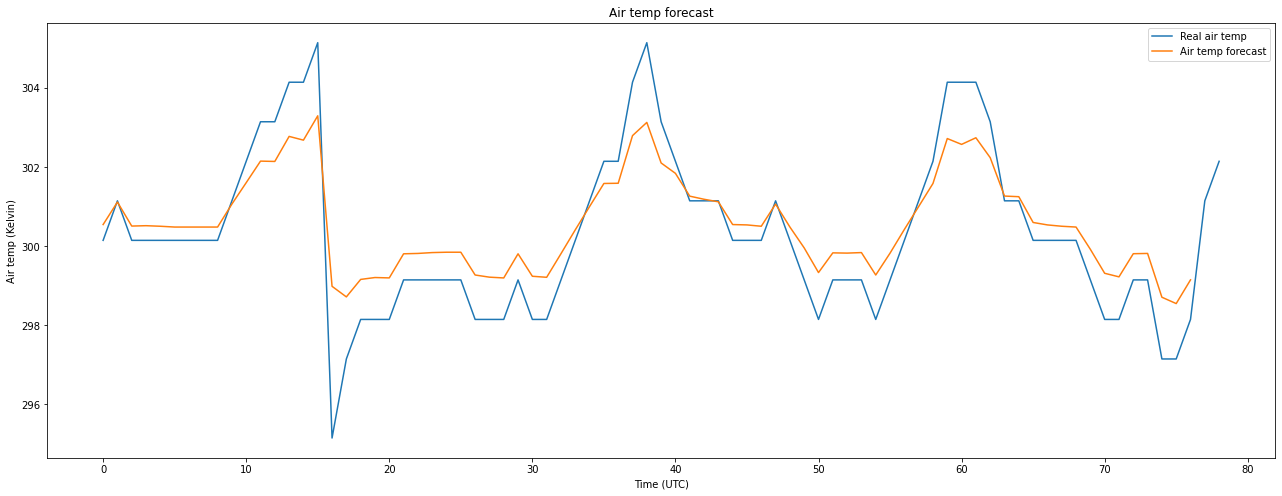 Air temp forecast
Real air temp
Air temp forecast
304
302
300
298
296
Air temp (Kelvin)
0 10 20 30 40 50 60 70 80
Time (UTC)